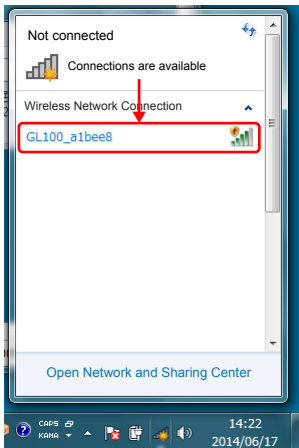 Not connected
Connections are available
Wireless Network Connection
GL100_a1bee8
Open Network and Sharing Center
CAPS
KANA
14:22
2014/06/17